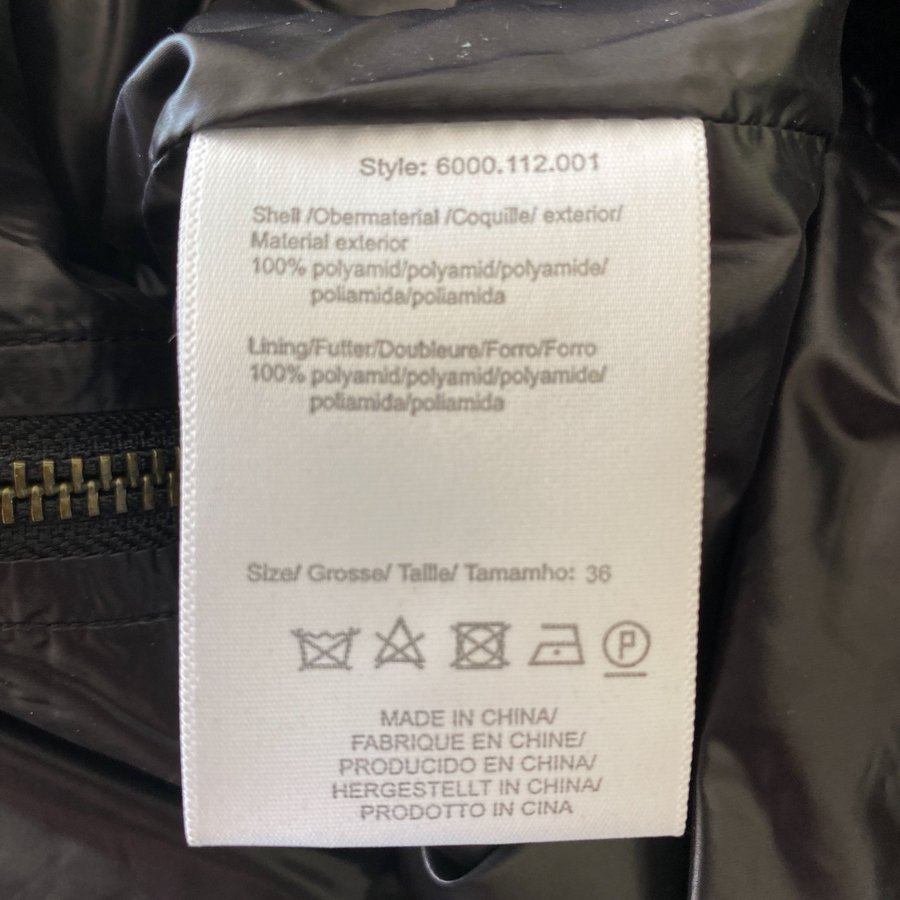 Style: 6000.112.001
Shell /Obermaterial /Coquille/ exterior/
Material exterior
100% polyamid/polyamid/polyamide/
poliamida/poliamida
Lining/Futter/Doubleure/Forro/Forro
100% polyamid/polyamid/polyamide/
poliamida/poliamida
Size/ Grosse/ Taille/ Tamamho: 36
P
MADE IN CHINA/
FABRIQUE EN CHINE/
PRODUCIDO EN CHINA/
HERGESTELLT IN CHINA/
PRODOTTO IN CINA